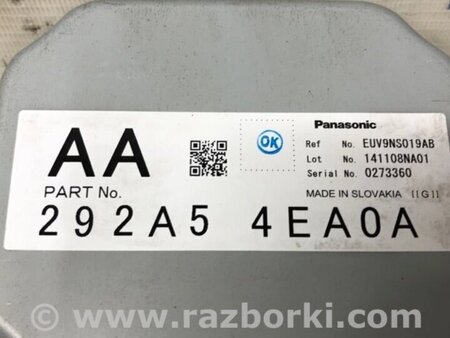 AA
PART No.
292A5 4EA0A
OK
Panasonic
Ref No. EUV9NS019AB
Lot No. 141108NA01
Serial No. 0273360
MADE IN SLOVAKIA [[G]]
© www.razborki.com